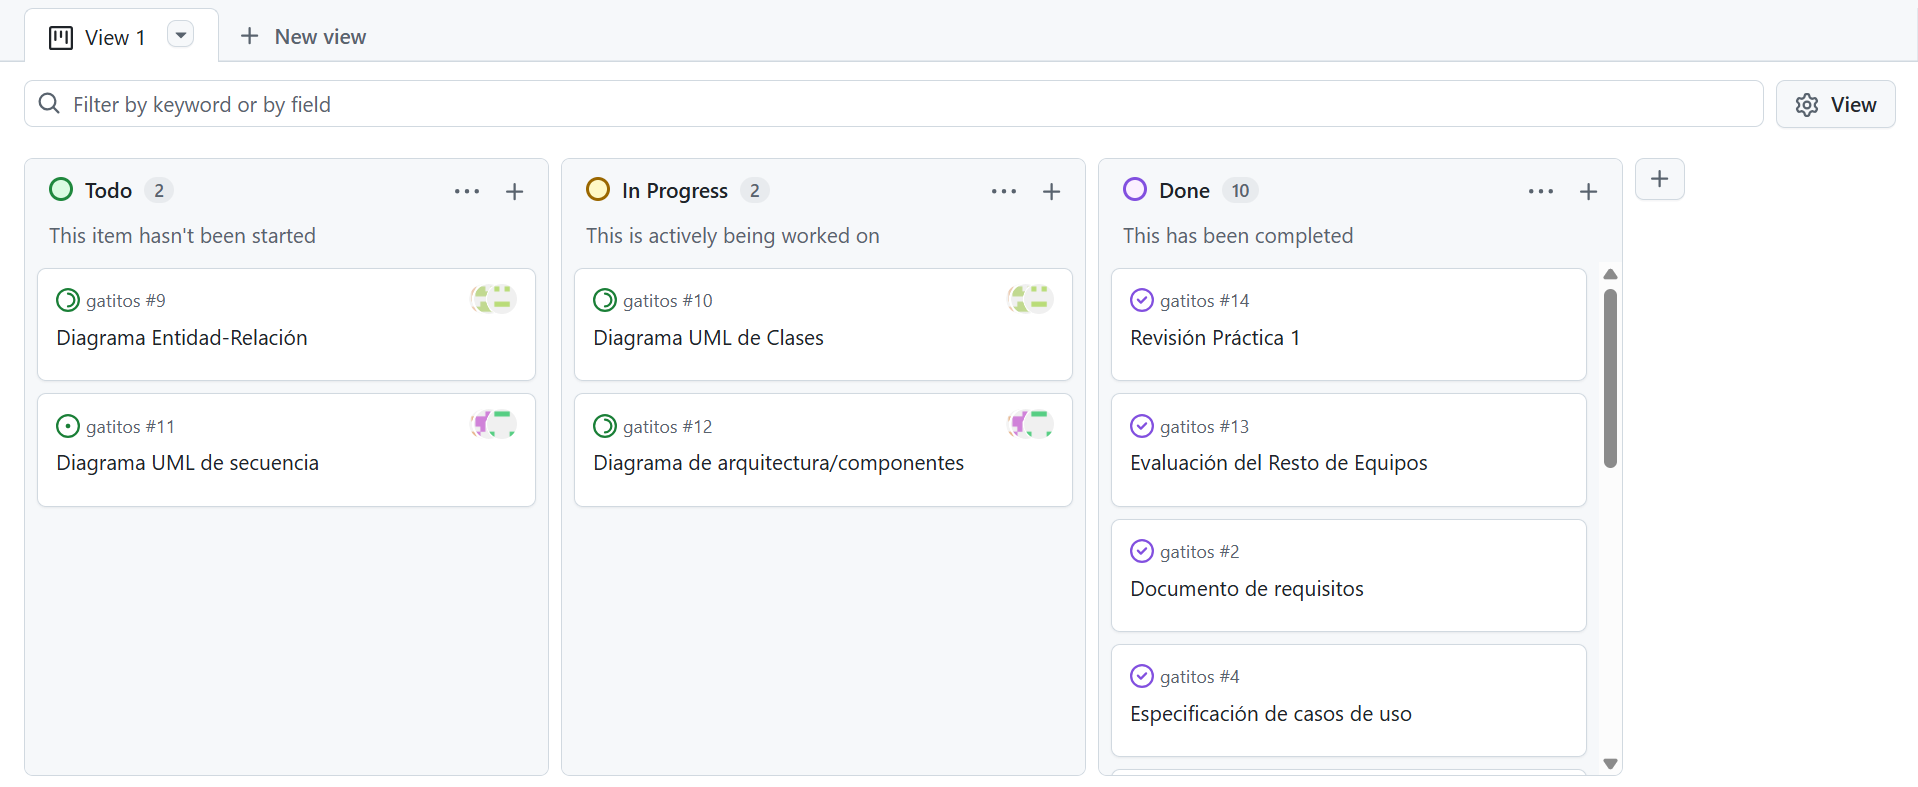 View 1
New view
Filter by keyword or by field
View
Todo 2
This item hasn't been started
gatitos #9
Diagrama Entidad-Relación
gatitos #11
Diagrama UML de secuencia
In Progress 2
This is actively being worked on
gatitos #10
Diagrama UML de Clases
gatitos #12
Diagrama de arquitectura/componentes
Done 10
This has been completed
gatitos #14
Revisión Práctica 1
gatitos #13
Evaluación del Resto de Equipos
gatitos #2
Documento de requisitos
gatitos #4
Especificación de casos de uso